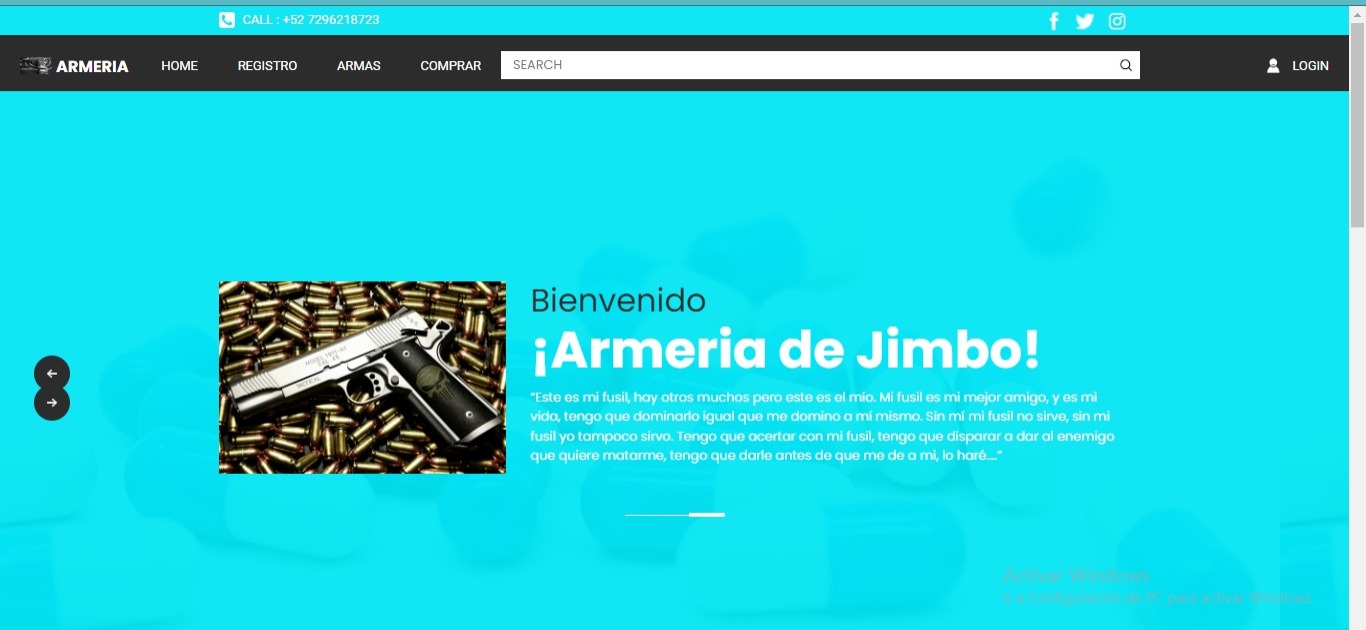 CALL : +52 7296218723
ARMERIA HOME REGISTRO ARMAS COMPRAR SEARCH LOGIN
Bienvenido
¡Armeria de Jimbo!
"Este es mi fusil, hay otros muchos pero este es el mío. Mi fusil es mi mejor amigo, y es mi
vida, tengo que dominarlo igual que me domino a mí mismo. Sin mí mi fusil no sirve, sin mi
fusil yo tampoco sirvo. Tengo que acertar con mi fusil, tengo que disparar a dar al enemigo
que quiere matarme, tengo que darle antes de que me de a mi, lo haré...."
Activar Windows
Ir a Configuración de PC para activar Windows.